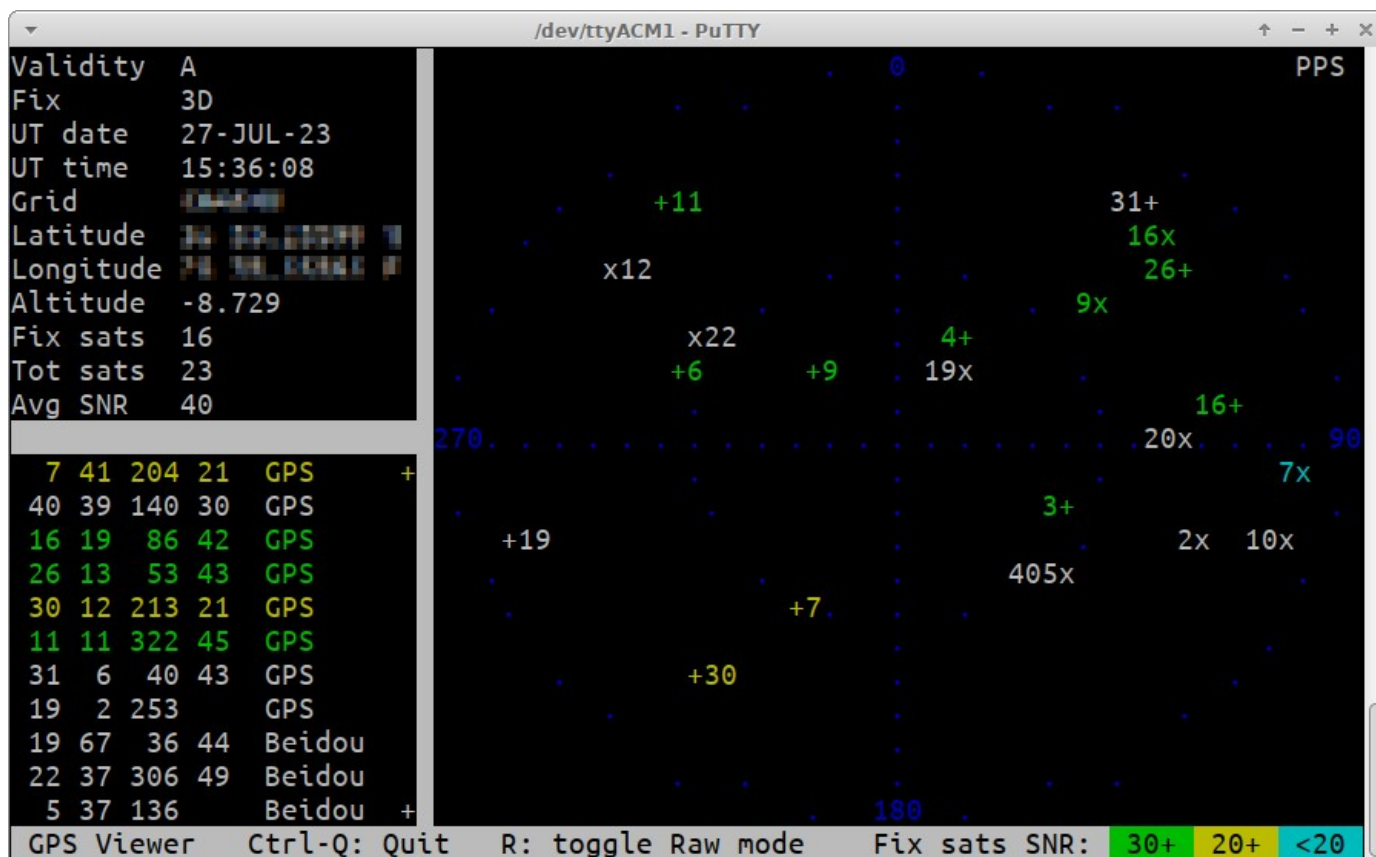 /dev/ttyACM1 - PuTTY
Validity A
Fix 3D
UT date 27-JUL-23
UT time 15:36:08
Grid
Latitude
Longitude
Altitude -8.729
Fix sats 16
Tot sats 23
Avg SNR 40
7 41 204 21 GPS +
40 39 140 30 GPS
16 19 86 42 GPS
26 13 53 43 GPS
30 12 213 21 GPS
11 11 322 45 GPS
31 6 40 43 GPS
19 2 253 GPS
19 67 36 44 Beidou
22 37 306 49 Beidou
5 37 136 Beidou +
0 PPS
+11 31+
16x
x12 26+
9x
x22 4+
+6 +9 19x
16+
270 20x 90
7x
3+
+19 2x 10x
405x
+7
+30
180
GPS Viewer Ctrl-Q: Quit R: toggle Raw mode Fix sats SNR: 30+ 20+ <20